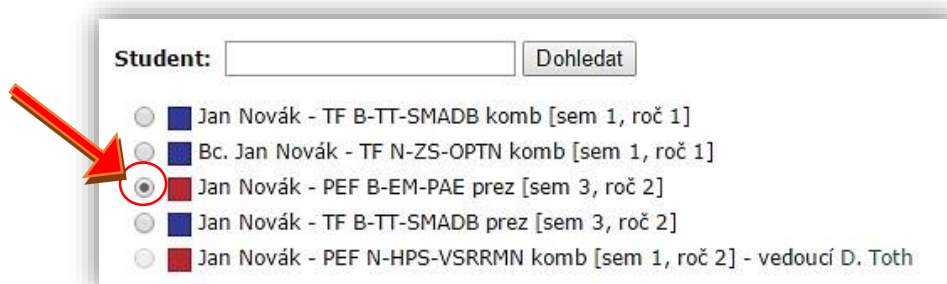 Student: Dohledat
Jan Novák - TF B-TT-SMADB komb [sem 1, roč 1]
Bc. Jan Novák - TF N-ZS-OPTN komb [sem 1, roč 1]
Jan Novák - PEF B-EM-PAE prez [sem 3, roč 2]
Jan Novák - TF B-TT-SMADB prez [sem 3, roč 2]
Jan Novák - PEF N-HPS-VSRRMN komb [sem 1, roč 2] - vedoucí D. Toth